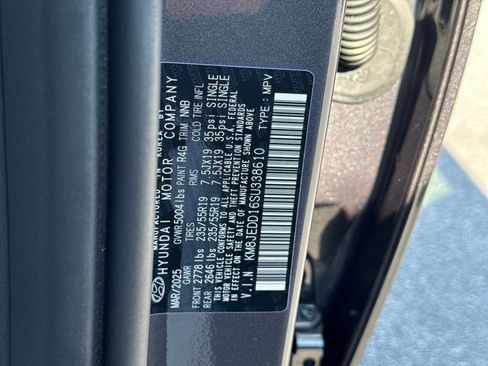 KOREA BY
HYUNDAI MOTOR COMPANY
MAR/2025 GVWR 5004 lbs PAINT R4G TRIM NNB
GAWR TIRES RIMS COLD TIRE INFL
FRONT 2778 lbs 235/55R19 7.5JX19 35psi SINGLE
REAR 2646 lbs 235/55R19 7.5JX19 35psi SINGLE
THIS VEHICLE CONFORMS TO ALL APPLICABLE U.S.A. FEDERAL
MOTOR VEHICLE SAFETY AND THEFT PREVENTION STANDARDS
IN EFFECT ON THE DATE OF MANUFACTURE SHOWN ABOVE
V.I.N KM8JEDD16SU338610 TYPE : MPV